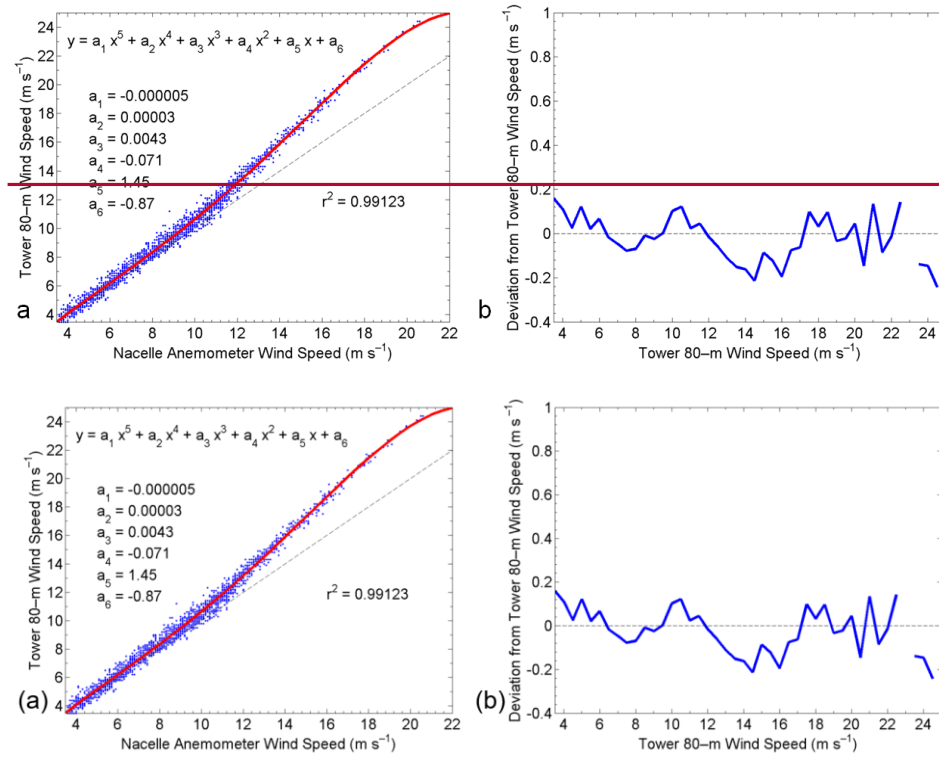 y = a₁ x⁵ + a₂ x⁴ + a₃ x³ + a₄ x² + a₅ x + a₆
a₁ = -0.000005
a₂ = 0.00003
a₃ = 0.0043
a₄ = -0.071
a₅ = 1.45
a₆ = -0.87
r² = 0.99123
Tower 80–m Wind Speed (m s⁻¹)
24
22
20
18
16
14
12
10
8
6
4
4 6 8 10 12 14 16 18 20 22
Nacelle Anemometer Wind Speed (m s⁻¹)
a
Deviation from Tower 80–m Wind Speed (m s⁻¹)
1
0.8
0.6
0.4
0.2
0
-0.2
-0.4
4 6 8 10 12 14 16 18 20 22 24
Tower 80–m Wind Speed (m s⁻¹)
b
y = a₁ x⁵ + a₂ x⁴ + a₃ x³ + a₄ x² + a₅ x + a₆
a₁ = -0.000005
a₂ = 0.00003
a₃ = 0.0043
a₄ = -0.071
a₅ = 1.45
a₆ = -0.87
r² = 0.99123
Tower 80–m Wind Speed (m s⁻¹)
24
22
20
18
16
14
12
10
8
6
4
4 6 8 10 12 14 16 18 20 22
Nacelle Anemometer Wind Speed (m s⁻¹)
(a)
Deviation from Tower 80–m Wind Speed (m s⁻¹)
1
0.8
0.6
0.4
0.2
0
-0.2
-0.4
4 6 8 10 12 14 16 18 20 22 24
Tower 80–m Wind Speed (m s⁻¹)
(b)